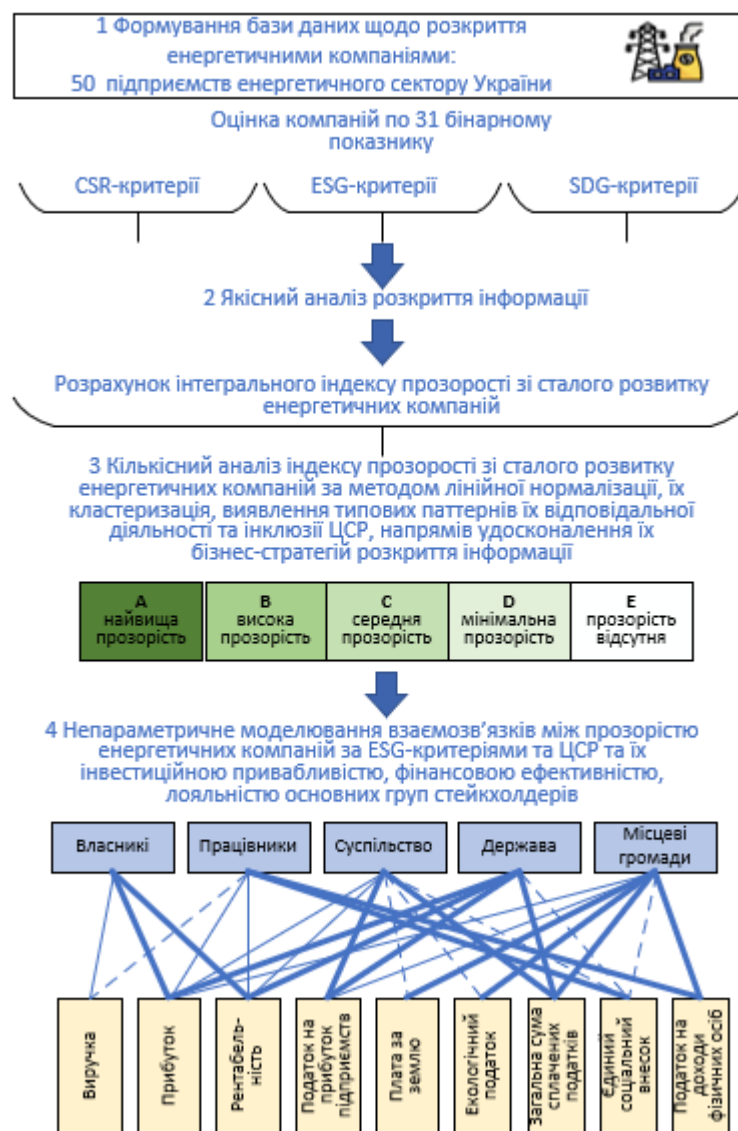 1 Формування бази даних щодо розкриття
енергетичними компаніями:
50 підприємств енергетичного сектору України
Оцінка компаній по 31 бінарному
показнику
CSR-критерії
ESG-критерії
SDG-критерії
2 Якісний аналіз розкриття інформації
Розрахунок інтегрального індексу прозорості зі сталого розвитку
енергетичних компаній
3 Кількісний аналіз індексу прозорості зі сталого розвитку
енергетичних компаній за методом лінійної нормалізації, їх
кластеризація, виявлення типових паттернів їх відповідальної
діяльності та інклюзії ЦСР, напрямів удосконалення їх
бізнес-стратегій розкриття інформації
A
найвища
прозорість
B
висока
прозорість
C
середня
прозорість
D
мінімальна
прозорість
E
прозорість
відсутня
4 Непараметричне моделювання взаємозв’язків між прозорістю
енергетичних компаній за ESG-критеріями та ЦСР та їх
інвестиційною привабливістю, фінансовою ефективністю,
лояльністю основних груп стейкхолдерів
Власникі
Працівники
Суспільство
Держава
Місцеві
громади
Виручка
Прибуток
Рентабель-
ність
Податок на
прибуток
підприємств
Плата за
землю
Екологічний
податок
Загальна сума
сплачених
податків
Єдиний
соціальний
внесок
Податок на
доходи
фізичних осіб